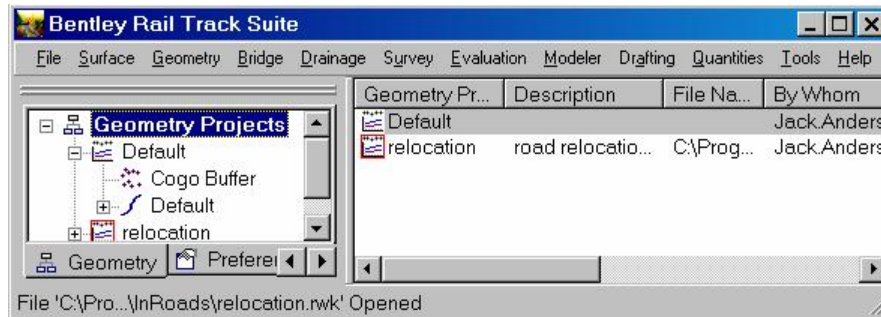 Bentley Rail Track Suite
File Surface Geometry Bridge Drainage Survey Evaluation Modeler Drafting Quantities Tools Help
Geometry Projects
Default
Cogo Buffer
Default
relocation
Geometry Preferer
Geometry Pr... Description File Na... By Whom
Default Jack.Anders
relocation road relocatio... C:\Prog... Jack.Anders
File 'C:\Pro...\InRoads\relocation.rwk' Opened